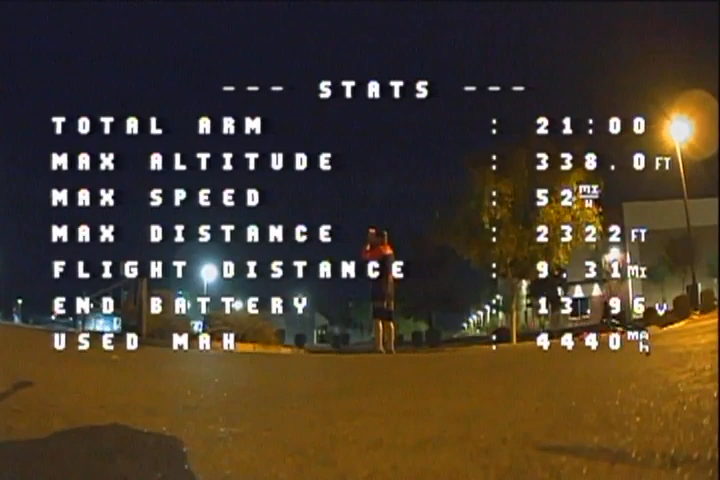 --- STATS ---
TOTAL ARM : 21:00
MAX ALTITUDE : 338.0 FT
MAX SPEED : 52 MI/H
MAX DISTANCE : 2322 FT
FLIGHT DISTANCE : 9.31 MI
END BATTERY : 13.96 V
USED MAH : 4440 MAH